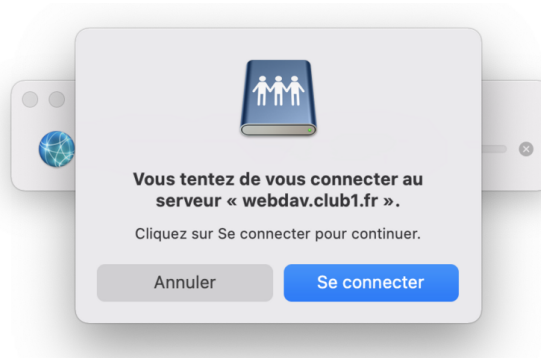 Vous tentez de vous connecter au
serveur « webdav.club1.fr ».
Cliquez sur Se connecter pour continuer.
Annuler
Se connecter